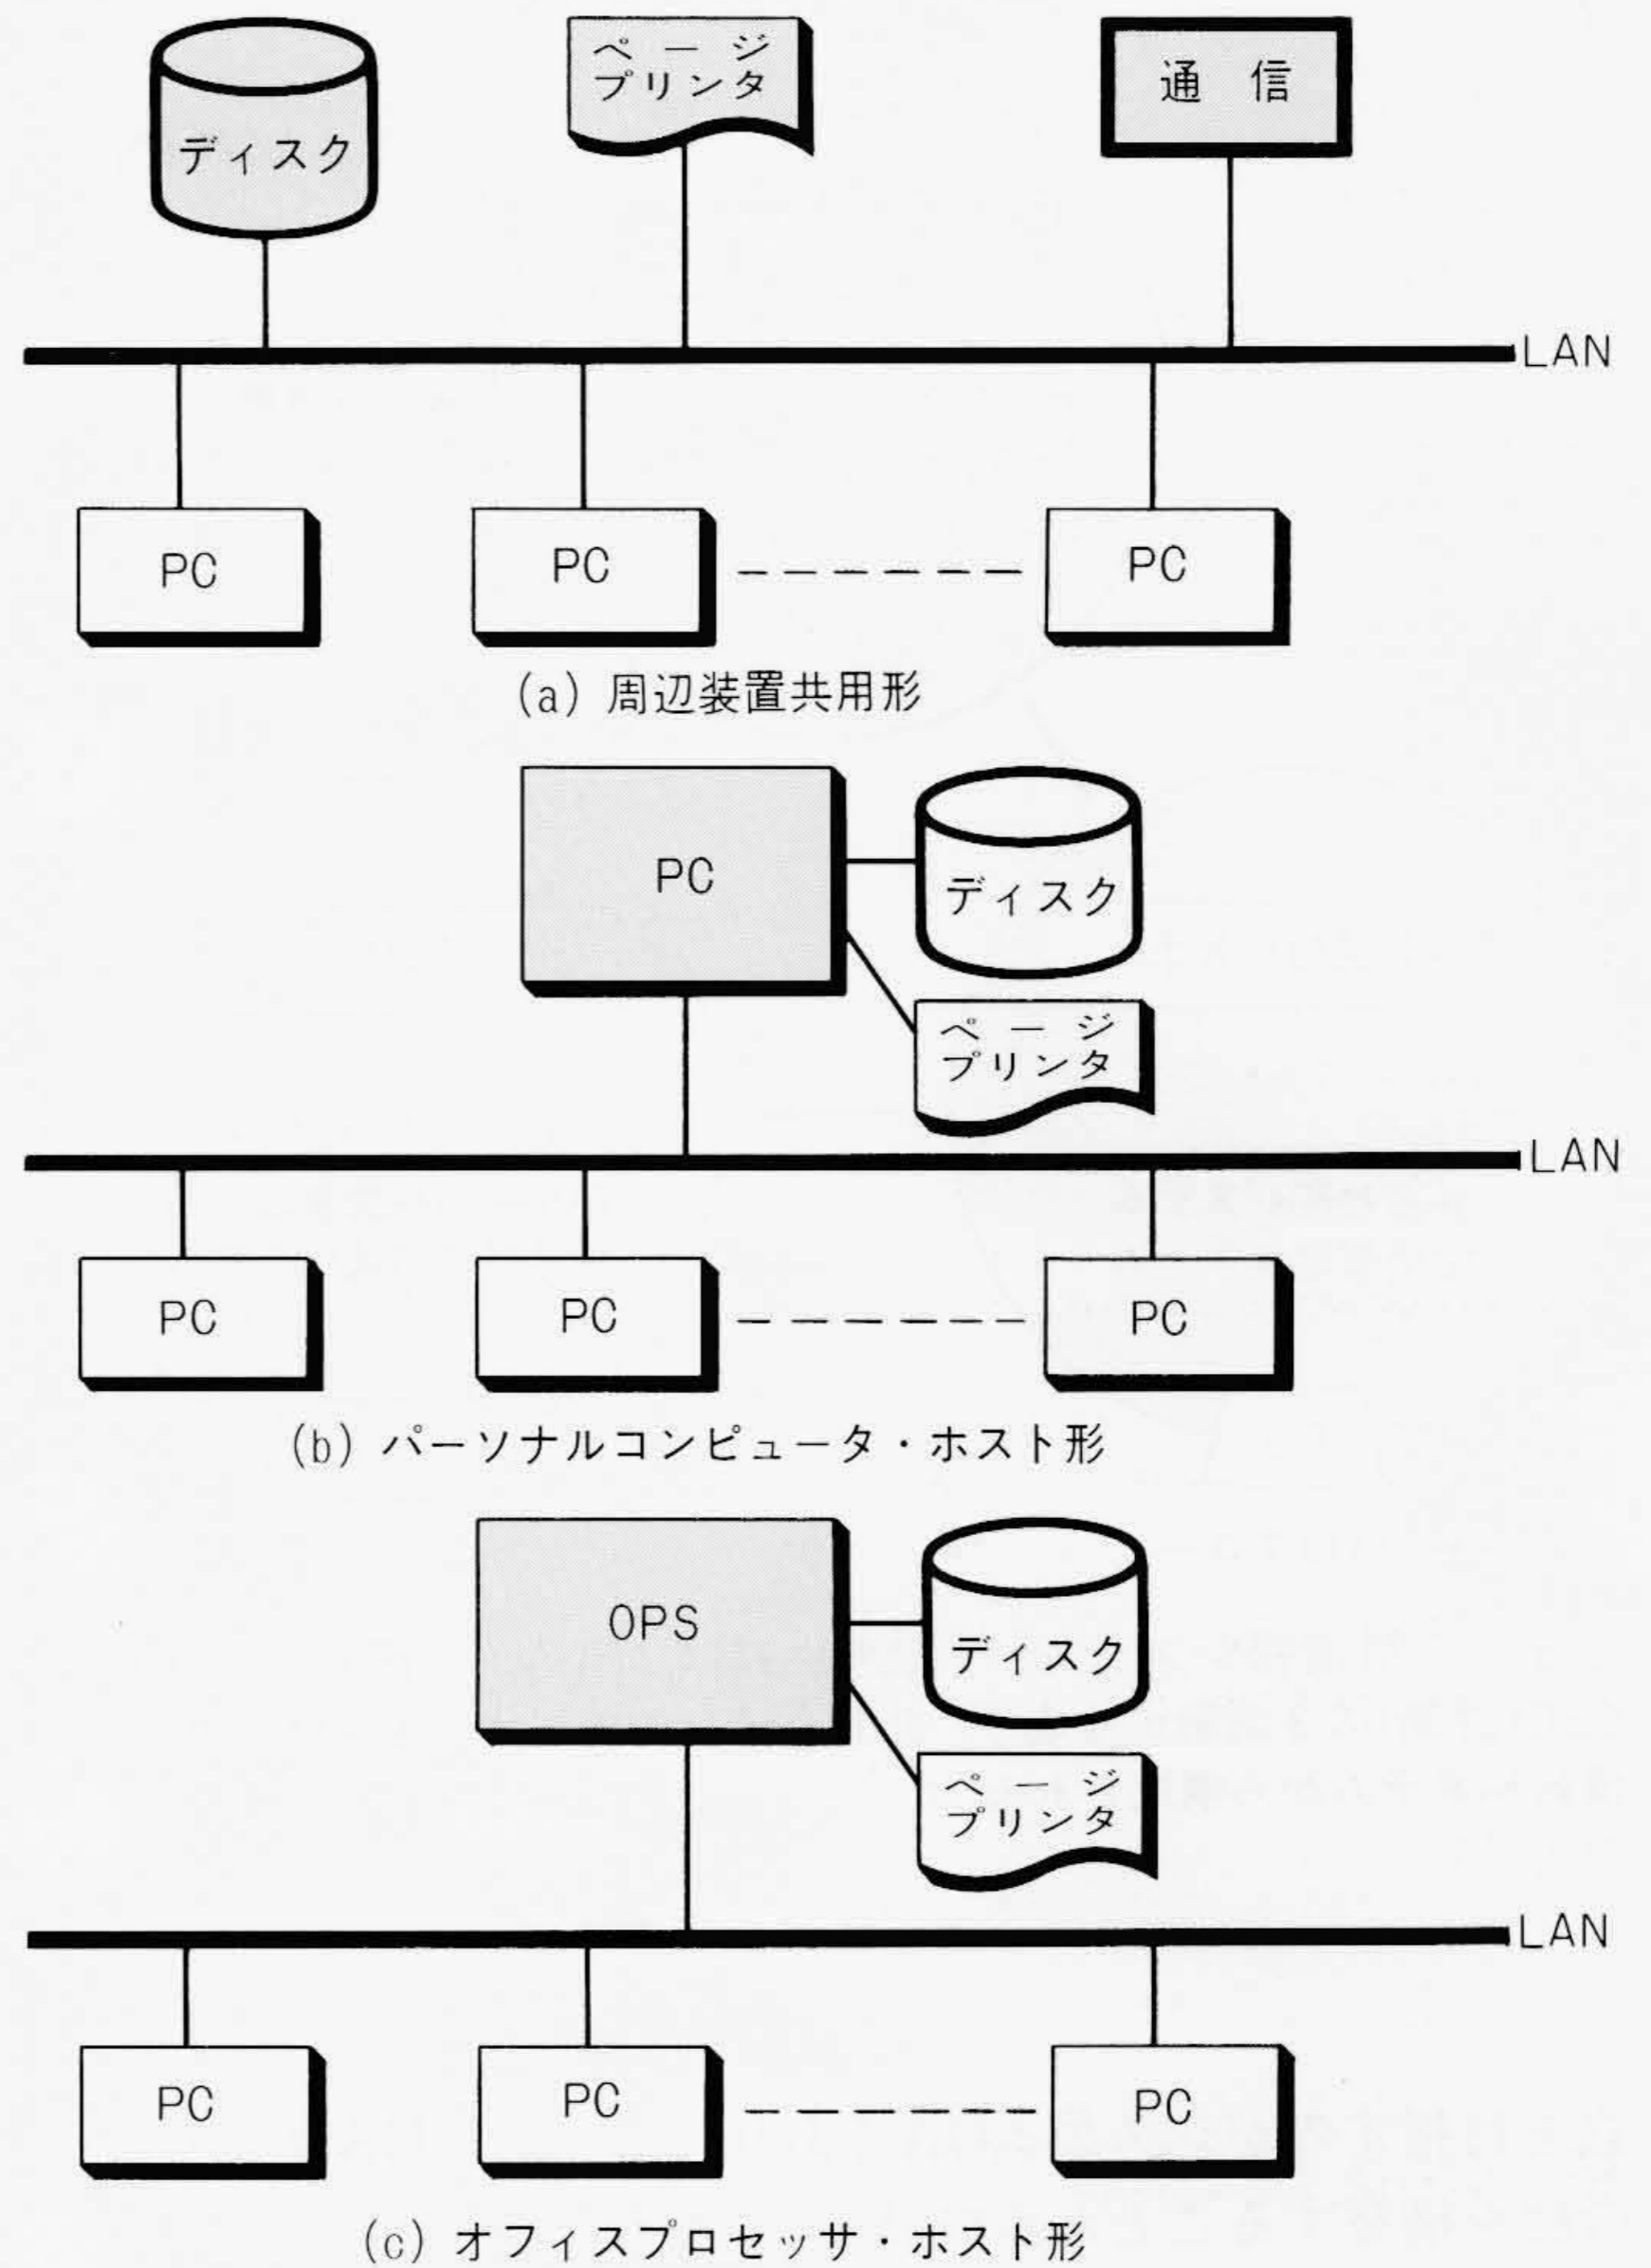 ディスク
ページ
プリンタ
通信
LAN
PC
PC
PC
(a) 周辺装置共用形
PC
ディスク
ページ
プリンタ
LAN
PC
PC
PC
(b) パーソナルコンピュータ・ホスト形
OPS
ディスク
ページ
プリンタ
LAN
PC
PC
PC
(c) オフィスプロセッサ・ホスト形